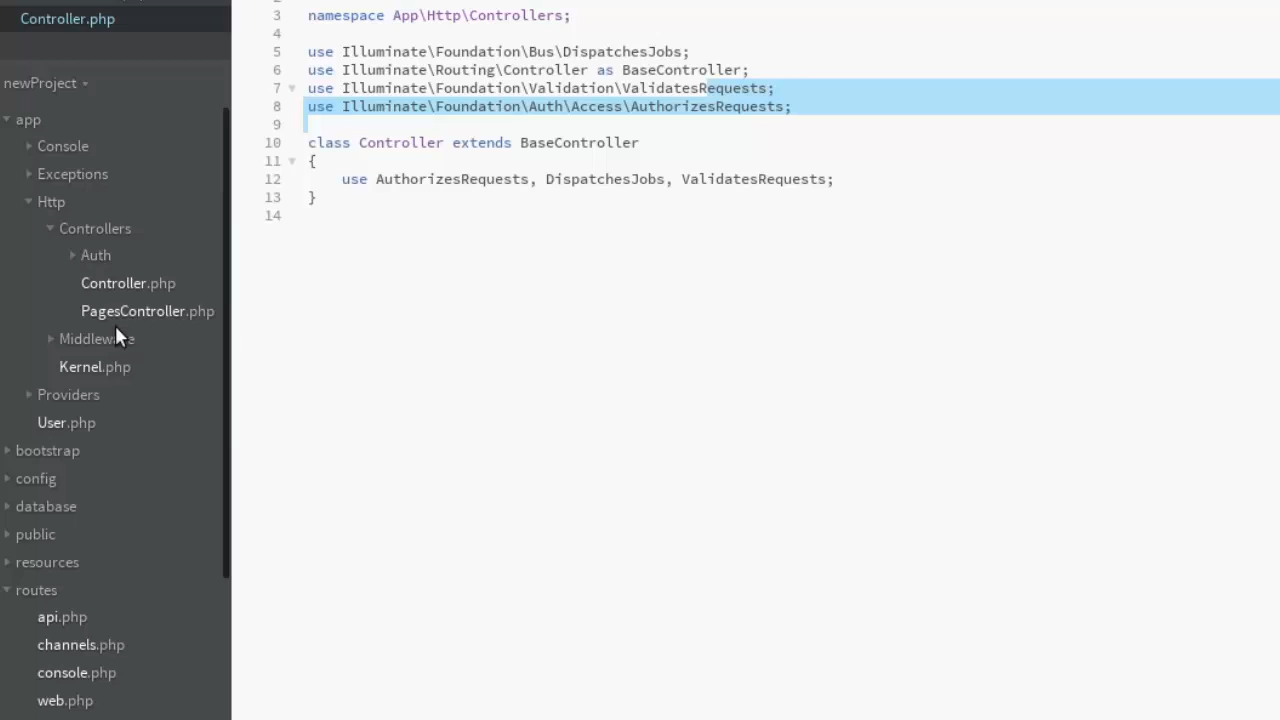 Controller.php
newProject
app
Console
Exceptions
Http
Controllers
Auth
Controller.php
PagesController.php
Kernel.php
Providers
User.php
bootstrap
config
database
public
resources
routes
api.php
channels.php
console.php
web.php
3 namespace App\Http\Controllers;
4
5 use Illuminate\Foundation\Bus\DispatchesJobs;
6 use Illuminate\Routing\Controller as BaseController;
7 use Illuminate\Foundation\Validation\ValidatesRequests;
8 use Illuminate\Foundation\Auth\Access\AuthorizesRequests;
9
10 class Controller extends BaseController
11 {
12 use AuthorizesRequests, DispatchesJobs, ValidatesRequests;
13 }
14